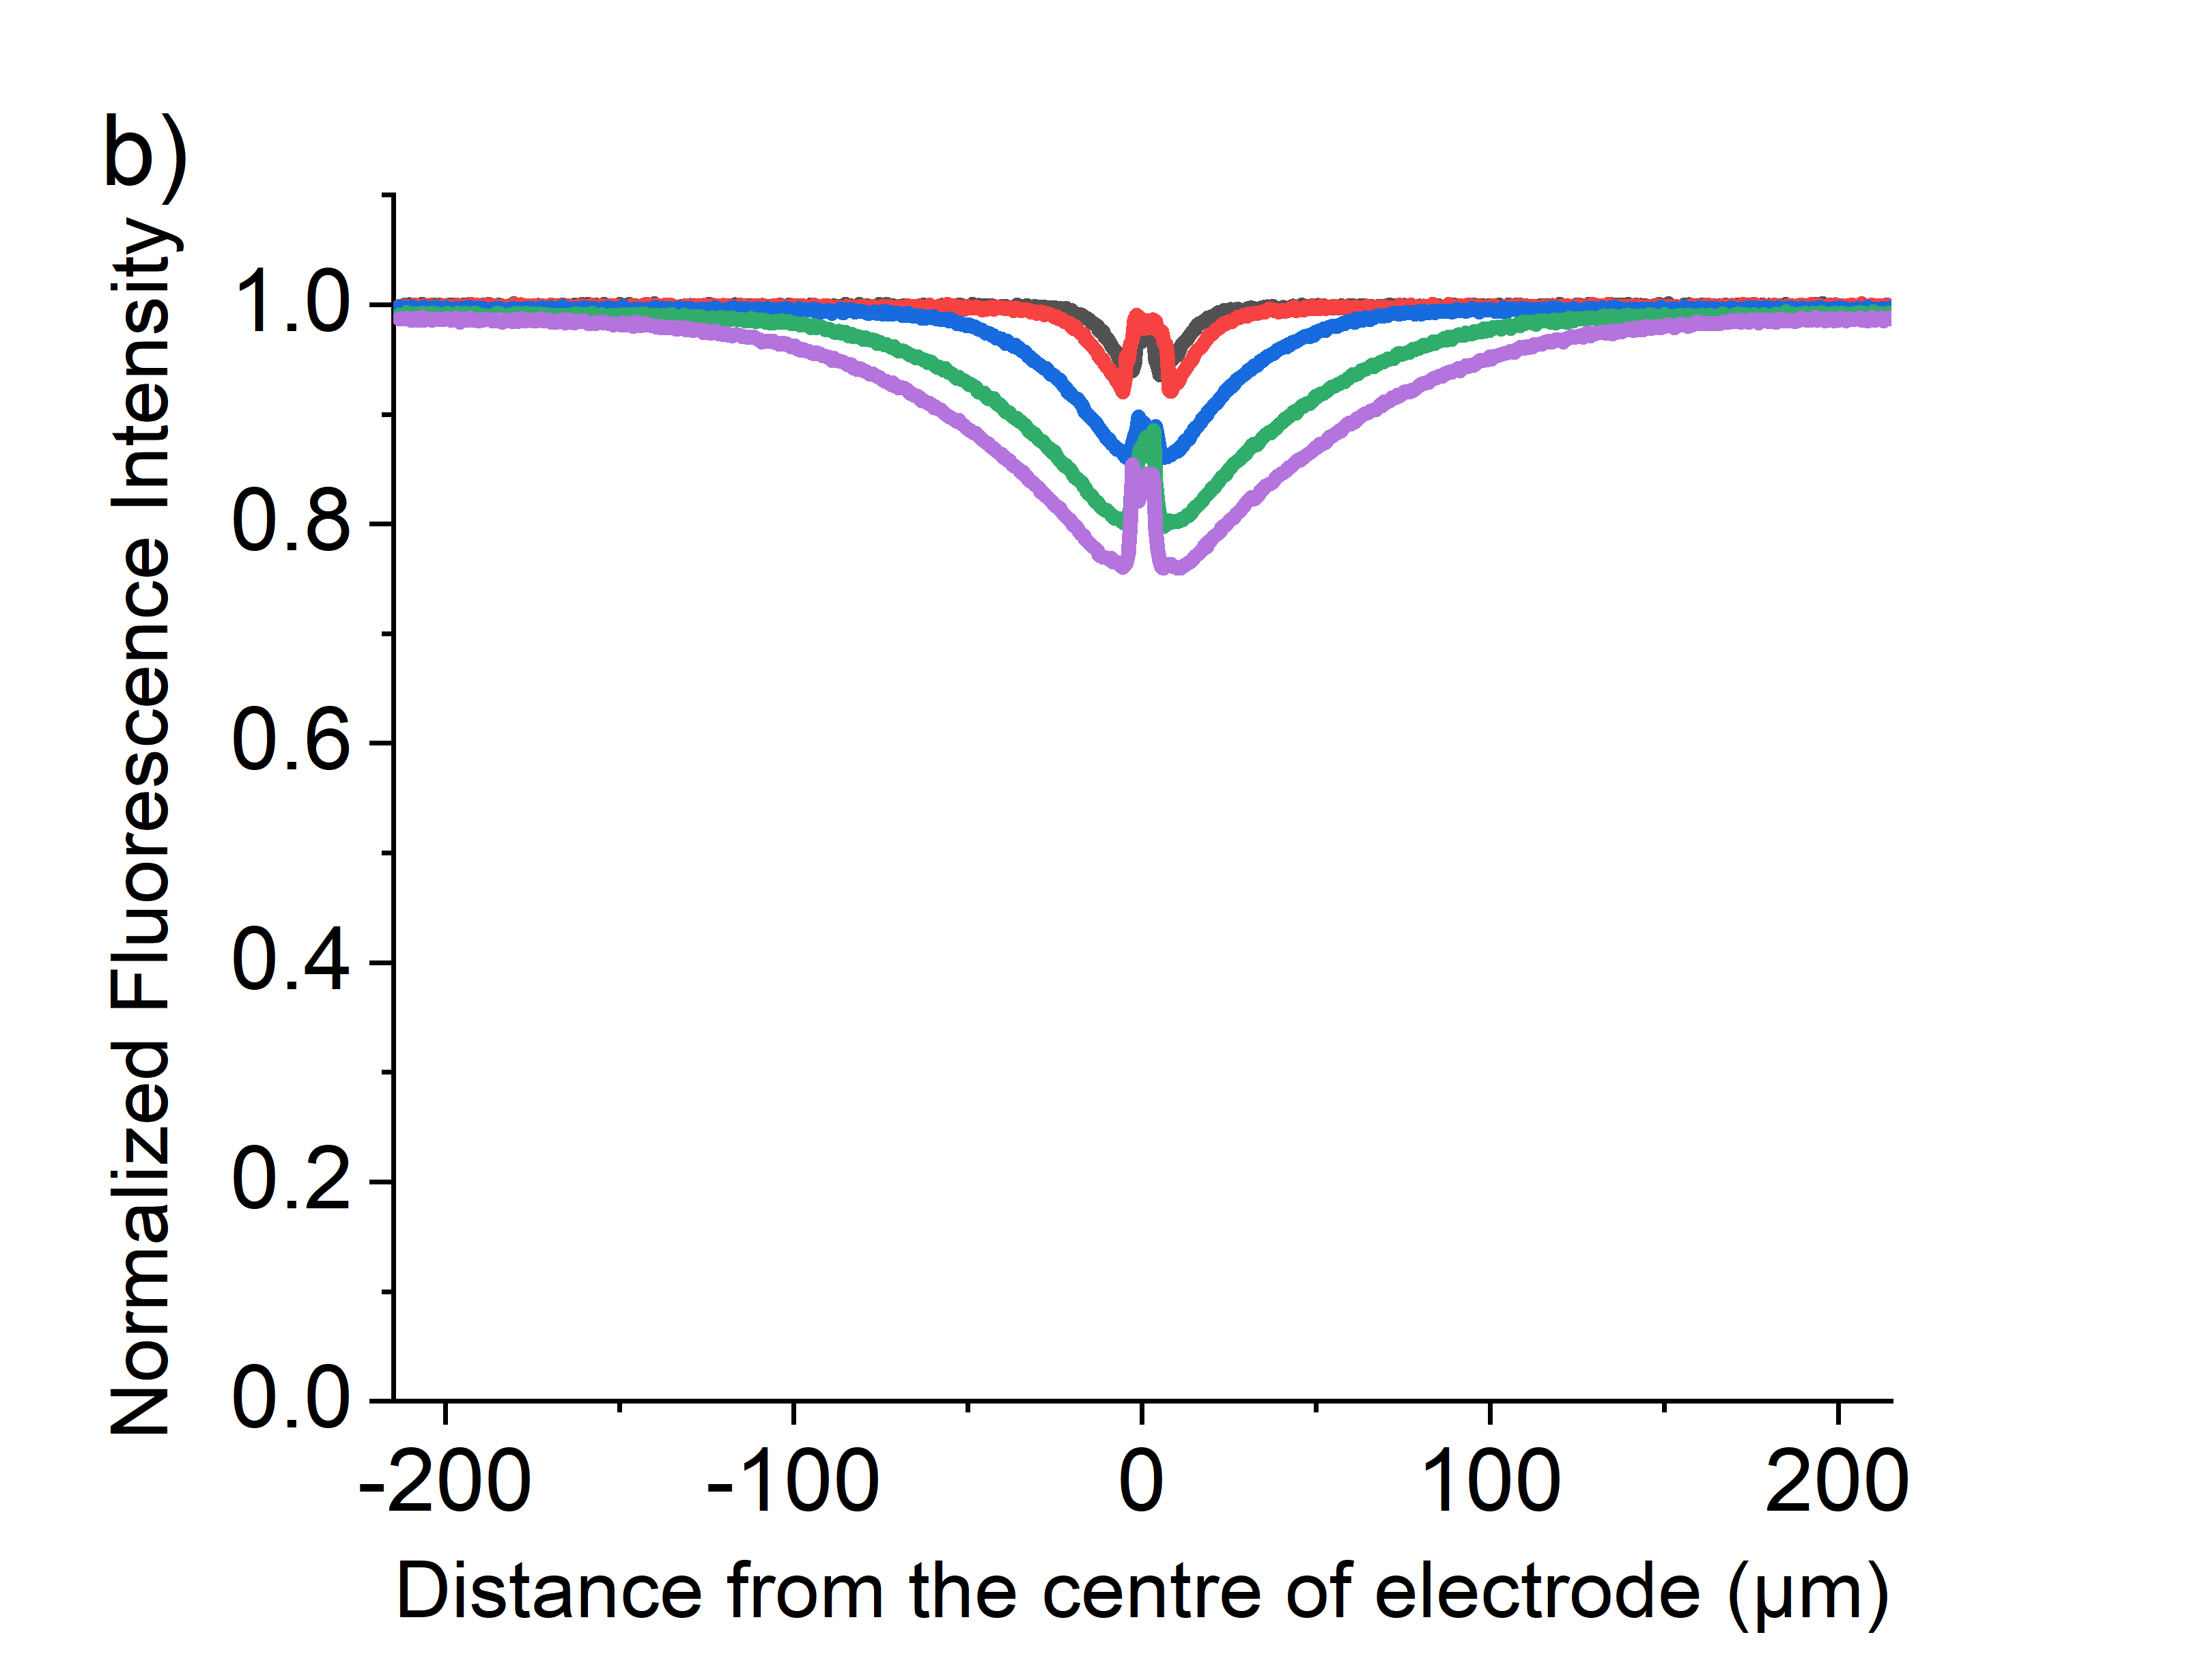 b)
Normalized Fluorescence Intensity
1.0
0.8
0.6
0.4
0.2
0.0
-200 -100 0 100 200
Distance from the centre of electrode (µm)